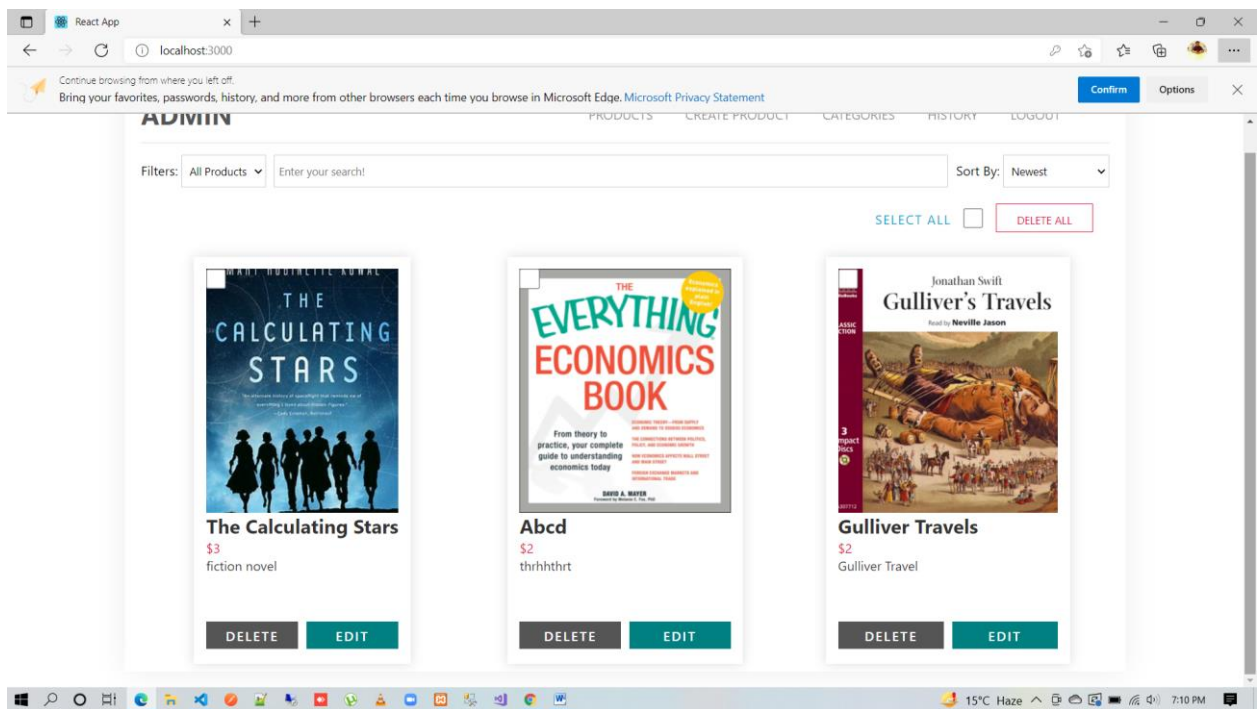 React App
localhost:3000
Continue browsing from where you left off.
Bring your favorites, passwords, history, and more from other browsers each time you browse in Microsoft Edge. Microsoft Privacy Statement
Confirm
Options
ADMIN
PRODUCTS
CREATE PRODUCT
CATEGORIES
HISTORY
LOGOUT
Filters:
All Products
Enter your search!
Sort By:
Newest
SELECT ALL
DELETE ALL
MARY ROBINETTE KOWAL
THE
CALCULATING
STARS
The Calculating Stars
$3
fiction novel
DELETE
EDIT
THE
EVERYTHING
ECONOMICS
BOOK
From theory to
practice, your complete
guide to understanding
economics today
DAVID A. MAYER
Abcd
$2
thrhhthrt
DELETE
EDIT
Jonathan Swift
Gulliver's Travels
Read by Neville Jason
3
Gulliver Travels
$2
Gulliver Travel
DELETE
EDIT
15°C Haze
7:10 PM